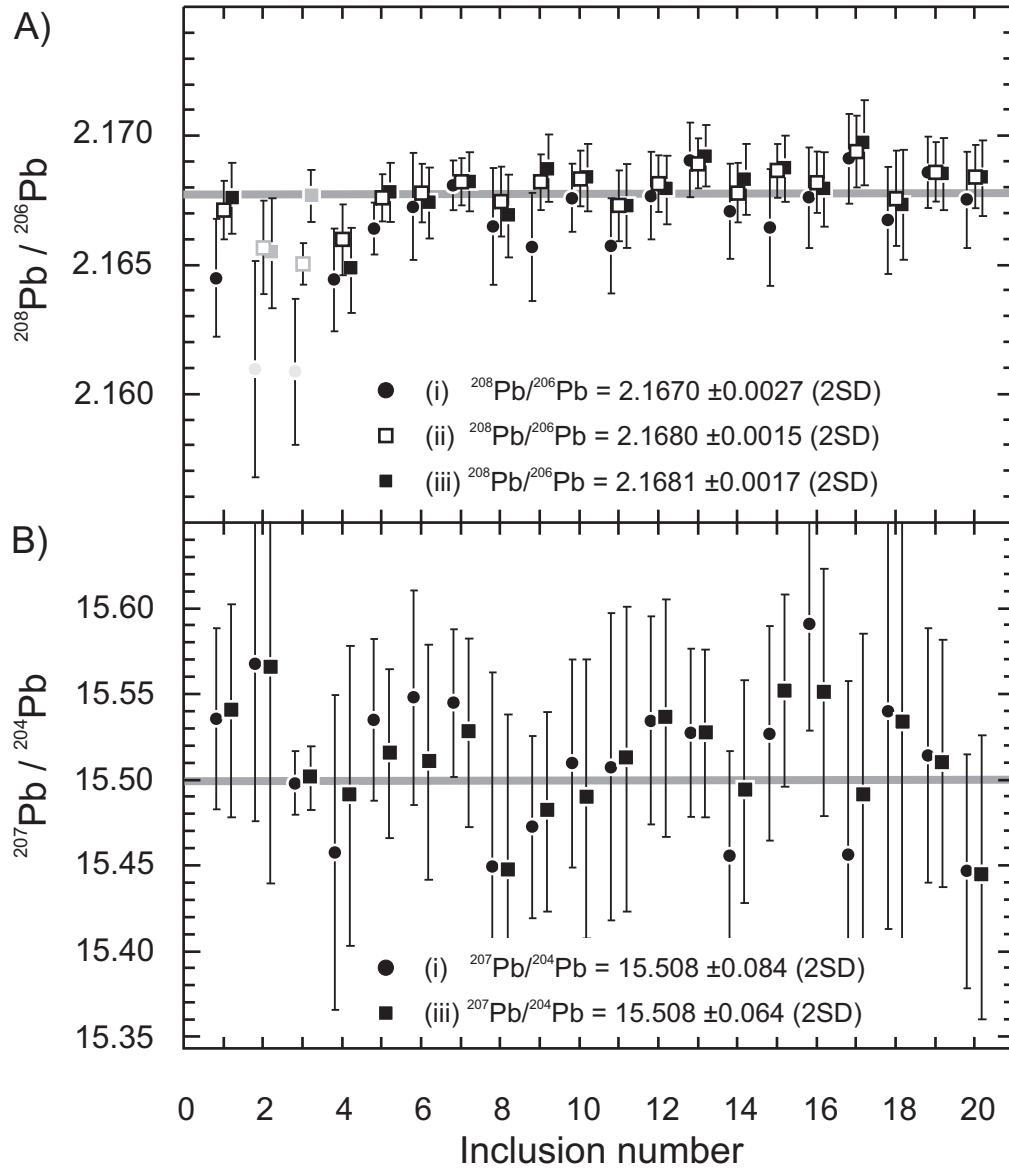 A)
2.170
2.165
2.160
²⁰⁸Pb / ²⁰⁶Pb
(i) ²⁰⁸Pb/²⁰⁶Pb = 2.1670 ±0.0027 (2SD)
(ii) ²⁰⁸Pb/²⁰⁶Pb = 2.1680 ±0.0015 (2SD)
(iii) ²⁰⁸Pb/²⁰⁶Pb = 2.1681 ±0.0017 (2SD)
B)
15.60
15.55
15.50
15.45
15.40
15.35
²⁰⁷Pb / ²⁰⁴Pb
(i) ²⁰⁷Pb/²⁰⁴Pb = 15.508 ±0.084 (2SD)
(iii) ²⁰⁷Pb/²⁰⁴Pb = 15.508 ±0.064 (2SD)
0 2 4 6 8 10 12 14 16 18 20
Inclusion number